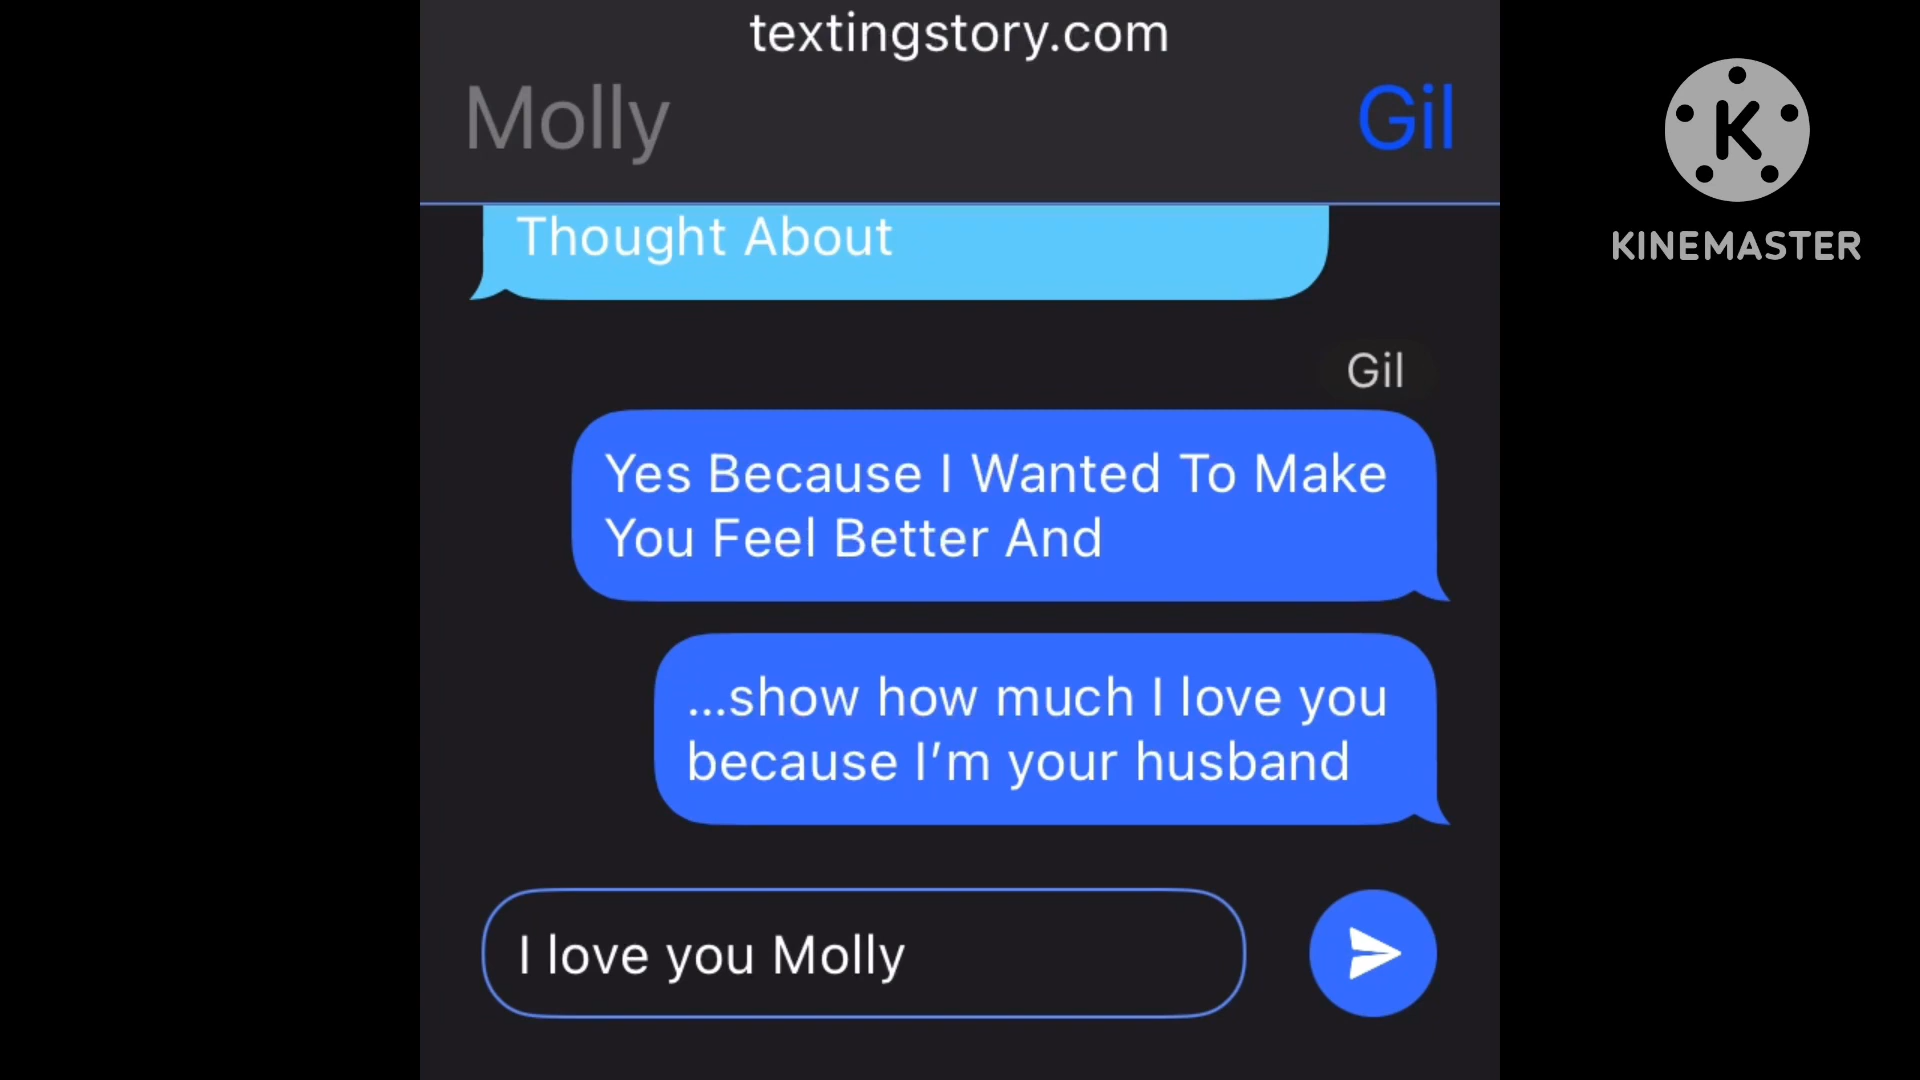 textingstory.com
Molly
Gil
Thought About
Gil
Yes Because I Wanted To Make
You Feel Better And
...show how much I love you
because I’m your husband
I love you Molly
K
KINEMASTER